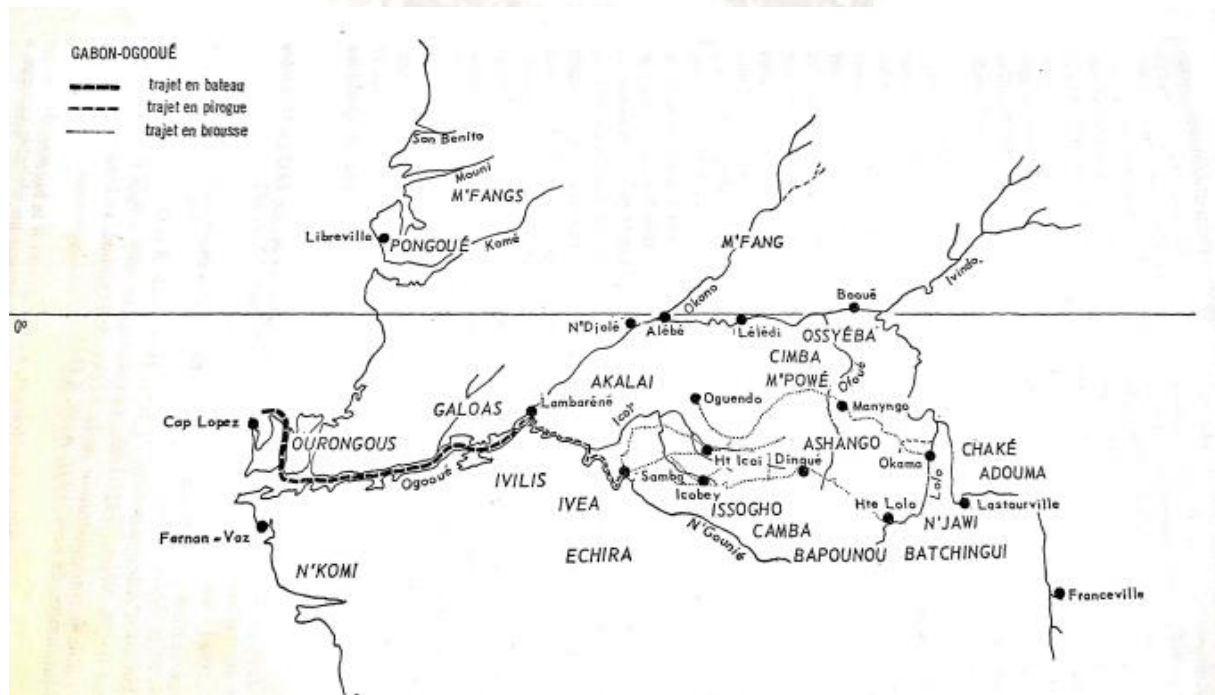 GABON-OGOOUÉ
trajet en bateau
trajet en pirogue
trajet en brousse
San Benito
Mouni
M'FANGS
Libreville
PONGOUÉ
Komé
M'FANG
Okano
Ivindo
Booué
0°
N'Djolé
Alébé
Lélédi
OSSYÉBA
CIMBA
M'POWÉ
Okoué
AKALAI
Oguendo
Manyngo
Lambaréné
GALOAS
Icoi
Cap Lopez
OURONGOUS
ASHANGO
CHAKÉ
Ht Icoi
Dingué
Okama
Lolo
ADOUMA
Ogooué
IVILIS
Samba
Icobey
IVEA
ISSOGHO
Hte Lolo
Lastourville
N'JAWI
Fernan-Vaz
CAMBA
N'Gounié
ECHIRA
BAPOUNOU
BATCHINGUI
N'KOMI
Franceville